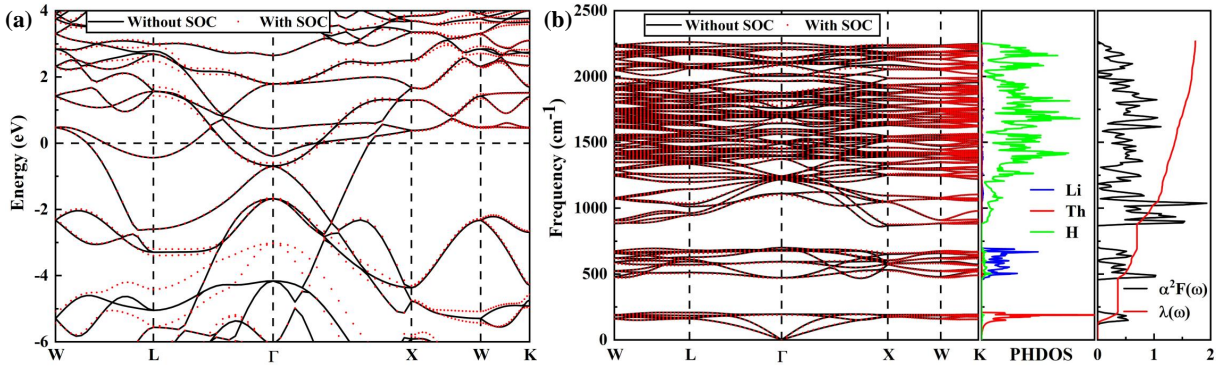 (a)
Without SOC With SOC
Energy (eV)
4
2
0
-2
-4
-6
W L Γ X W K
(b)
Without SOC With SOC
Frequency (cm⁻¹)
2500
2000
1500
1000
500
0
W L Γ X W K
Li
Th
H
PHDOS
α²F(ω)
λ(ω)
0 1 2